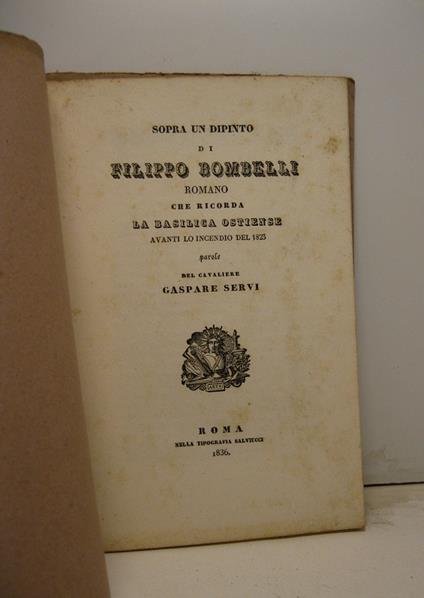 SOPRA UN DIPINTO
DI
FILIPPO BOMBELLI
ROMANO
CHE RICORDA
LA BASILICA OSTIENSE
AVANTI LO INCENDIO DEL 1823
parole
DEL CAVALIERE
GASPARE SERVI
ROMA
NELLA TIPOGRAFIA SALVIUCCI
1836.